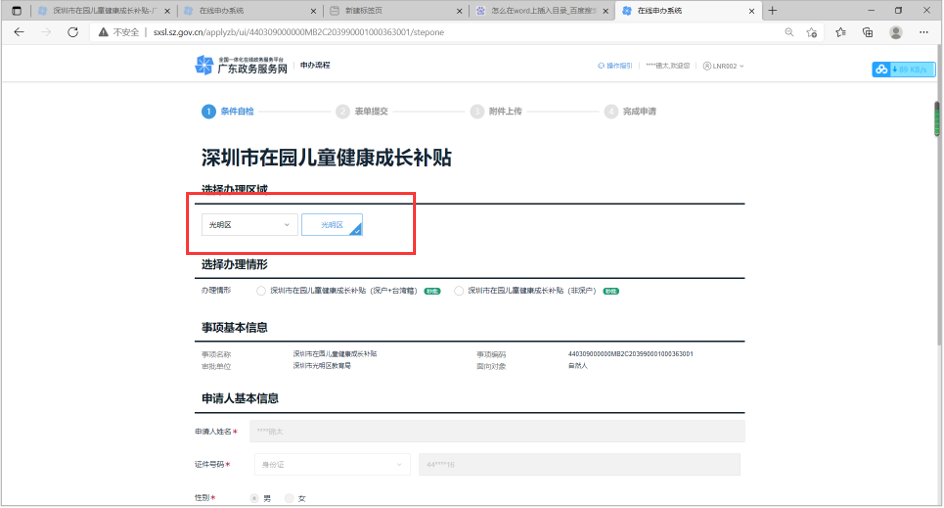 深圳市在园儿童健康成长补贴-广
在线申办系统
新建标签页
怎么在word上插入目录_百度搜索
在线申办系统
不安全 | sxsl.sz.gov.cn/applyzb/ui/440309000000MB2C203990001000363001/stepone
全国一体化在线政务服务平台
广东政务服务网 申办流程 操作指引 ****镜太,欢迎您 LNR002
89 KB/s
1 条件自检 2 表单提交 3 附件上传 4 完成申请
深圳市在园儿童健康成长补贴
选择办理区域
光明区 光明区
选择办理情形
办理情形 深圳市在园儿童健康成长补贴（深户+台湾籍） 秒批 深圳市在园儿童健康成长补贴（非深户） 秒批
事项基本信息
事项名称 深圳市在园儿童健康成长补贴 事项编码 440309000000MB2C203990001000363001
审批单位 深圳市光明区教育局 面向对象 自然人
申请人基本信息
申请人姓名* ****镜太
证件号码* 身份证 44****16
性别* 男 女